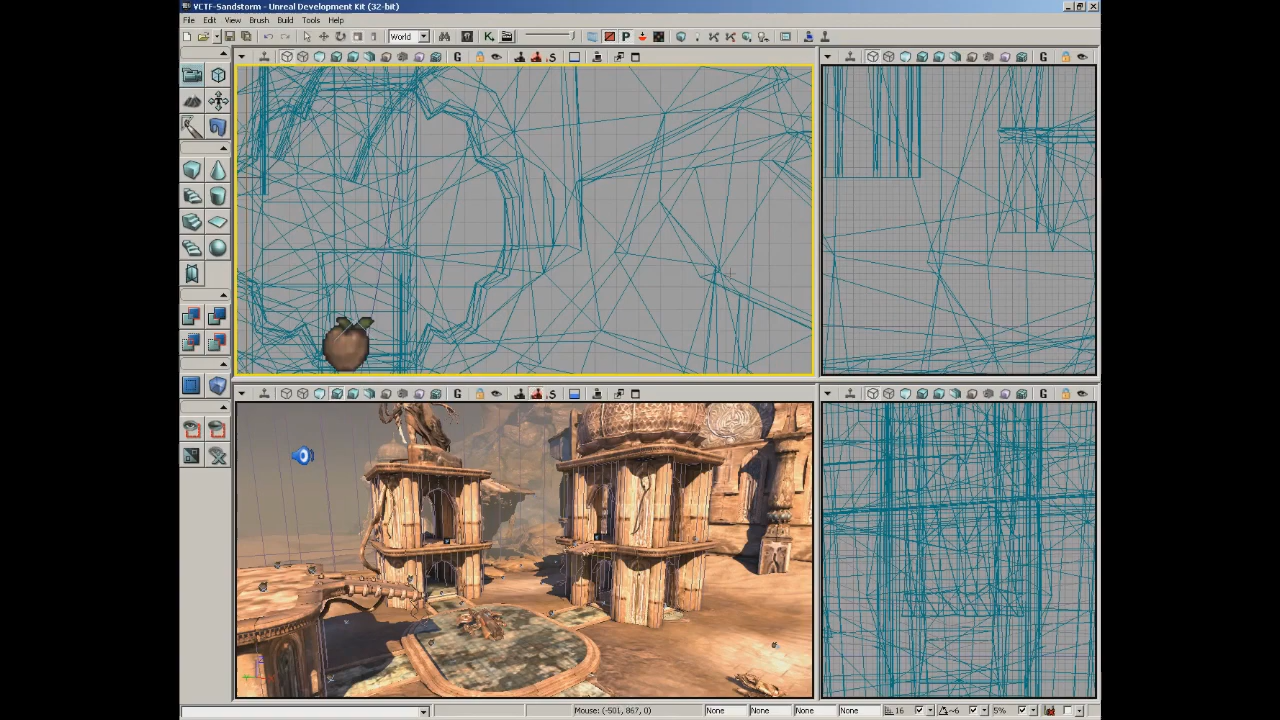 VCTF-Sandstorm - Unreal Development Kit (32-bit)
File Edit View Brush Build Tools Help
World
G
G
G
G
Mouse: (-501, 867, 0) None None None None 16 ~6 5%